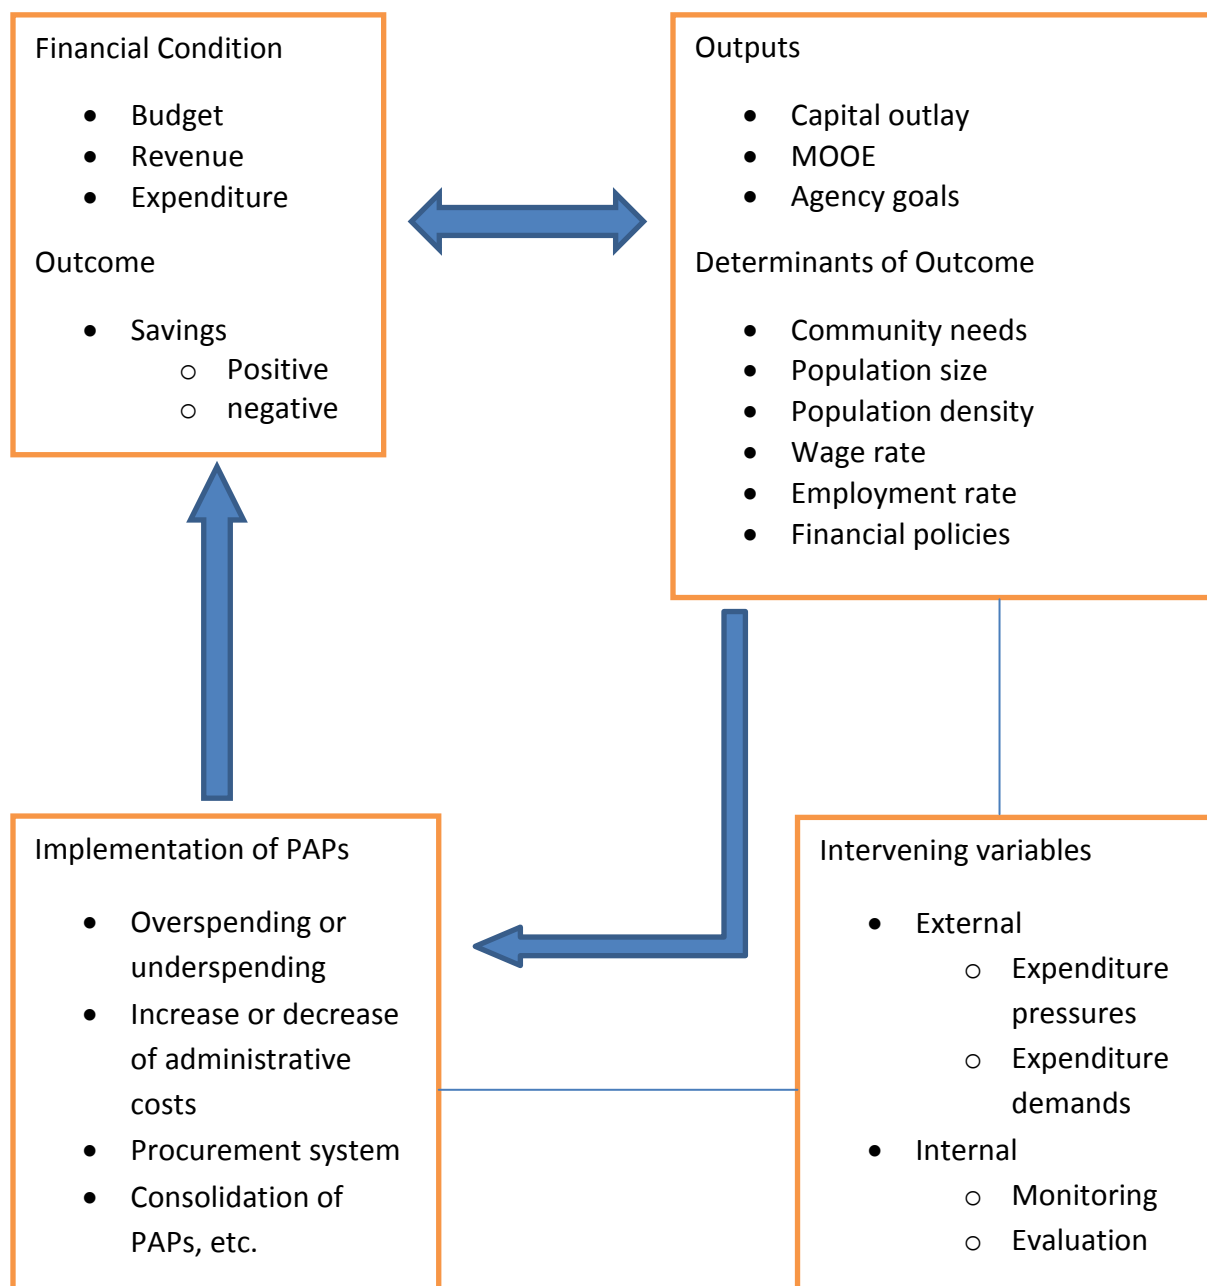 Financial Condition
• Budget
• Revenue
• Expenditure
Outcome
• Savings
o Positive
o negative
Outputs
• Capital outlay
• MOOE
• Agency goals
Determinants of Outcome
• Community needs
• Population size
• Population density
• Wage rate
• Employment rate
• Financial policies
Implementation of PAPs
• Overspending or
underspending
• Increase or decrease
of administrative
costs
• Procurement system
• Consolidation of
PAPs, etc.
Intervening variables
• External
o Expenditure
pressures
o Expenditure
demands
• Internal
o Monitoring
o Evaluation